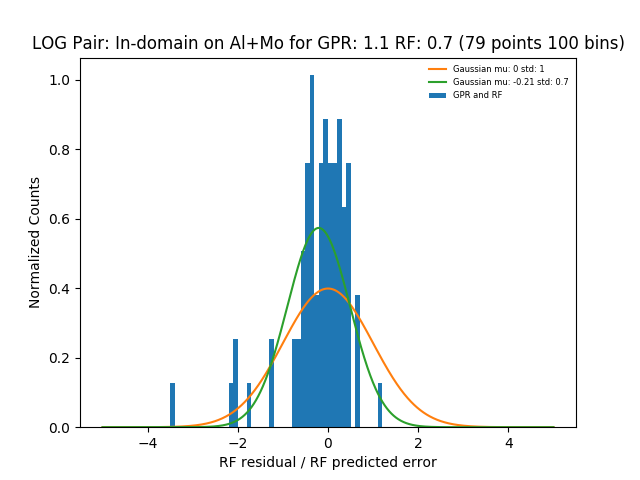 LOG Pair: In-domain on Al+Mo for GPR: 1.1 RF: 0.7 (79 points 100 bins)
Gaussian mu: 0 std: 1
Gaussian mu: -0.21 std: 0.7
GPR and RF
Normalized Counts
1.0
0.8
0.6
0.4
0.2
0.0
−4 −2 0 2 4
RF residual / RF predicted error